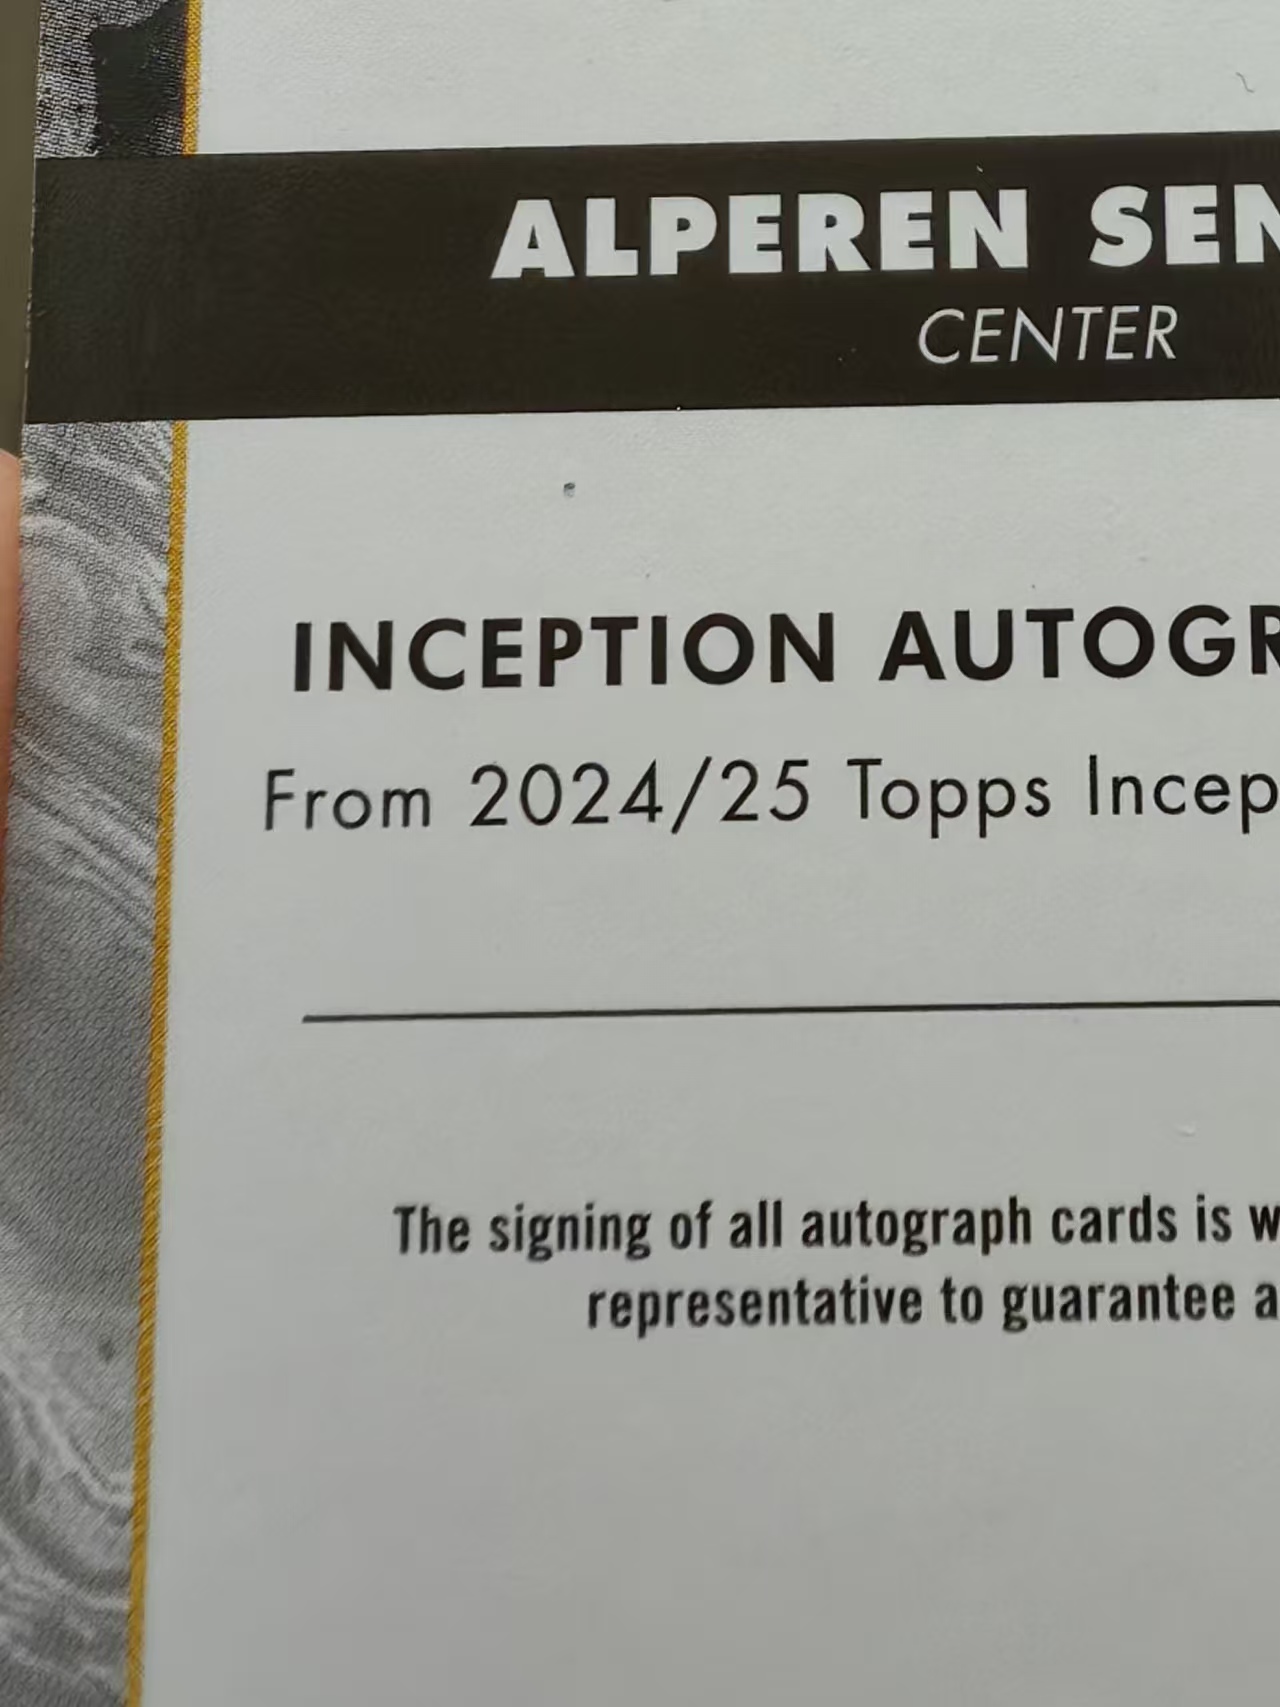 ALPEREN SEN
CENTER
INCEPTION AUTOGR
From 2024/25 Topps Incep
The signing of all autograph cards is w
representative to guarantee a